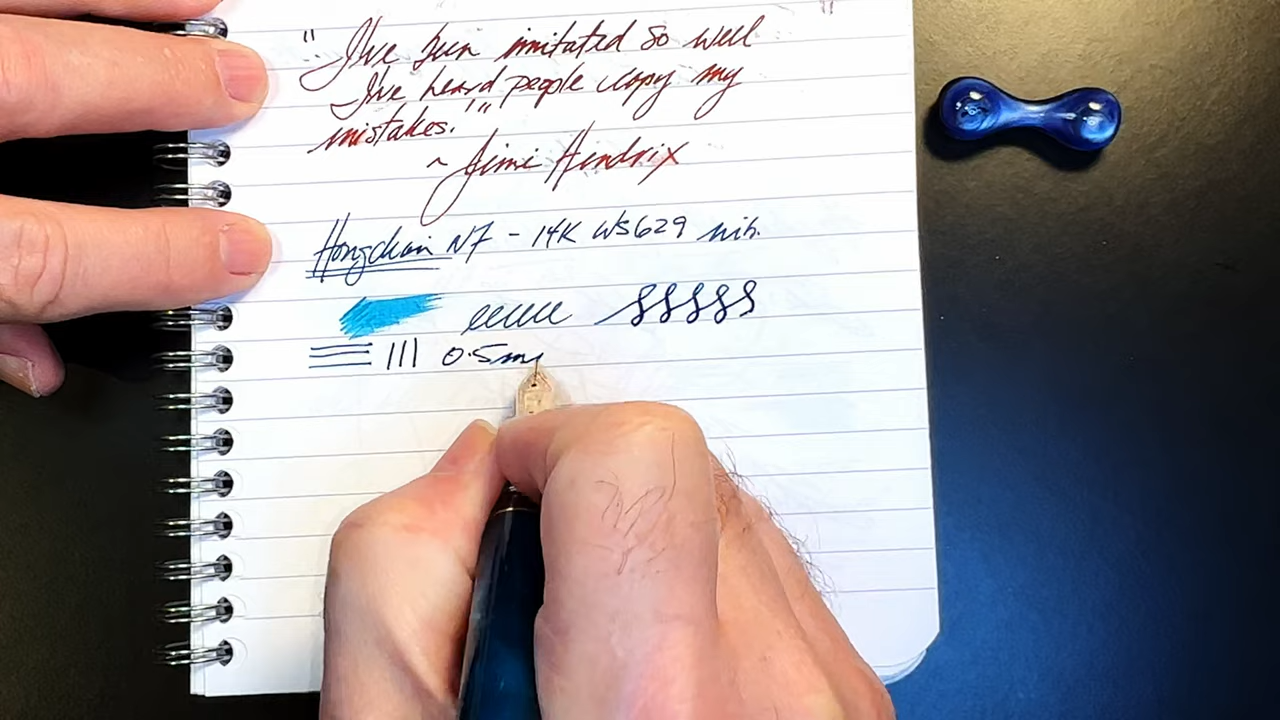 "I've been imitated so well
I've heard people copy my
mistakes."
~ Jimi Hendrix
Hongdian N7 - 14K WS629 nib.
eeeee SSSSS
0.5mm